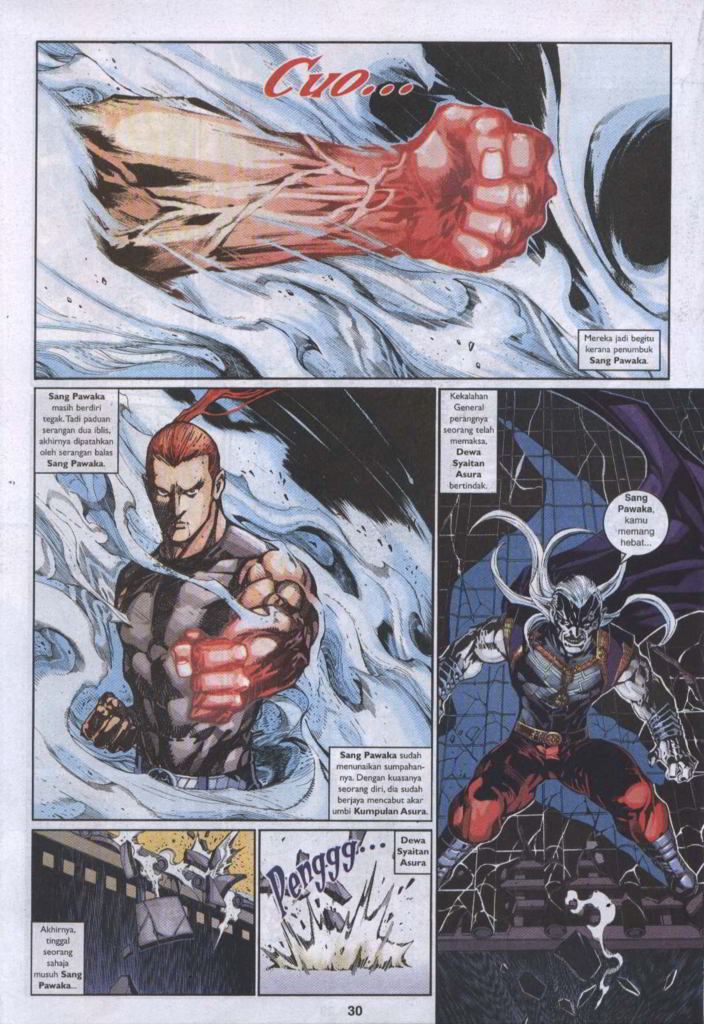 Cuo...
Mereka jadi begitu
kerana penumbuk
Sang Pawaka.
Sang Pawaka
masih berdiri
tegak. Tadi paduan
serangan dua iblis,
akhirnya dipatahkan
oleh serangan balas
Sang Pawaka.
Sang Pawaka sudah
menunaikan sumpahan-
nya. Dengan kuasanya
seorang diri, dia sudah
berjaya mencabut akar
umbi Kumpulan Asura.
Kekalahan
General
perangnya
seorang telah
memaksa,
Dewa
Syaitan
Asura
bertindak.
Sang
Pawaka,
kamu
memang
hebat...
Akhirnya,
tinggal
seorang
sahaja
musuh Sang
Pawaka...
Penggg...
Dewa
Syaitan
Asura
30